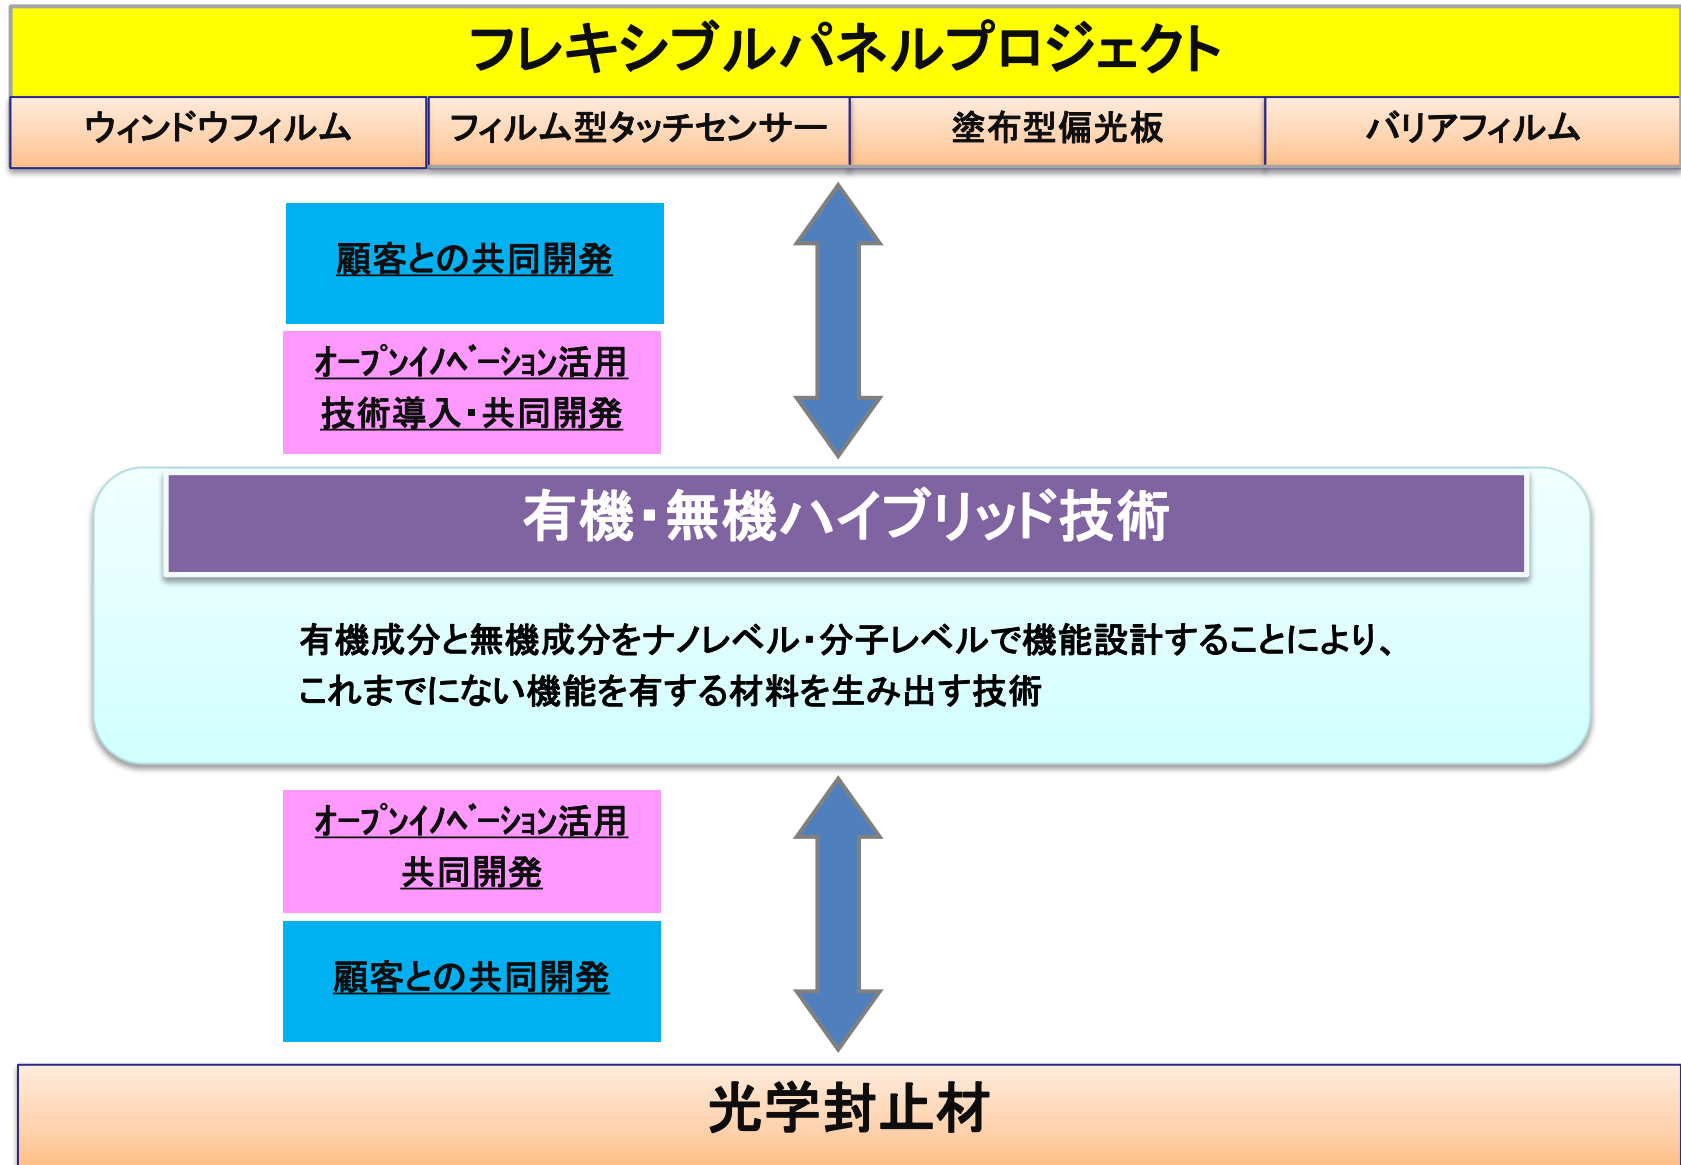 フレキシブルパネルプロジェクト
ウィンドウフィルム
フィルム型タッチセンサー
塗布型偏光板
バリアフィルム
顧客との共同開発
オープンイノベーション活用
技術導入・共同開発
有機・無機ハイブリッド技術
有機成分と無機成分をナノレベル・分子レベルで機能設計することにより、
これまでにない機能を有する材料を生み出す技術
オープンイノベーション活用
共同開発
顧客との共同開発
光学封止材